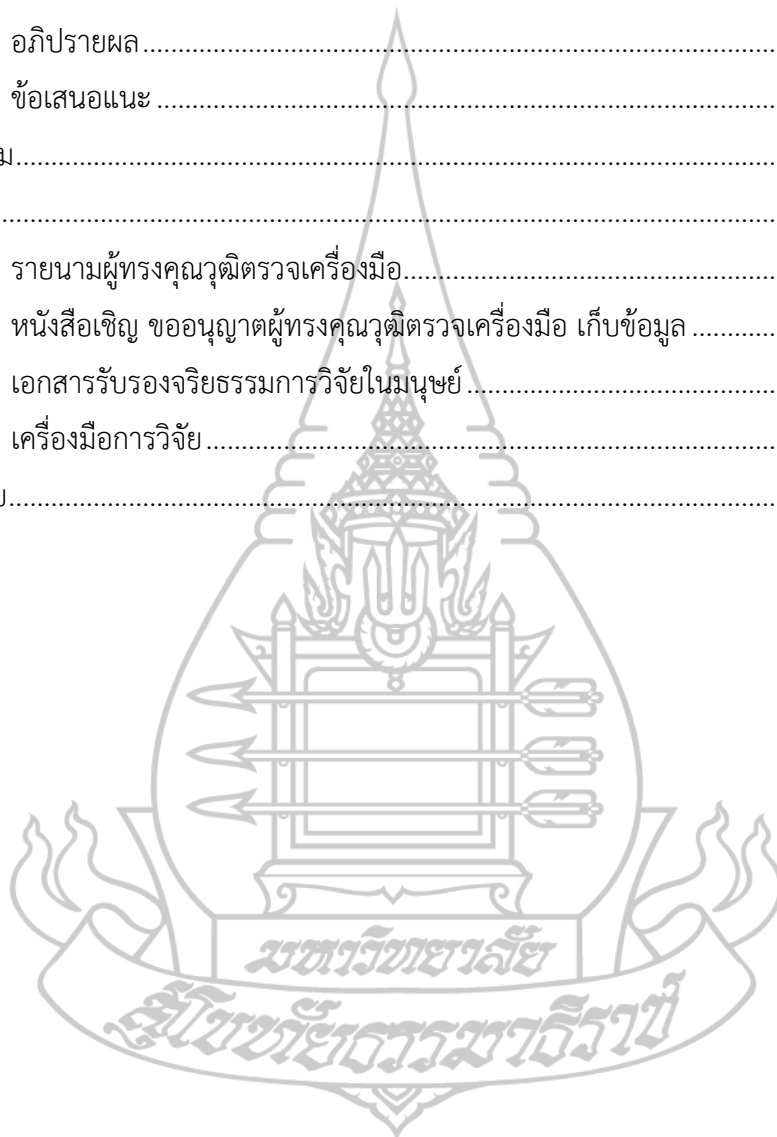 อภิปรายผล........................................................................................
ข้อเสนอแนะ ......................................................................................
ม...................................................................................................
.....................................................................................................
รายนามผู้ทรงคุณวุฒิตรวจเครื่องมือ....................................................
หนังสือเชิญ ขออนุญาตผู้ทรงคุณวุฒิตรวจเครื่องมือ เก็บข้อมูล ............
เอกสารรับรองจริยธรรมการวิจัยในมนุษย์ ...........................................
เครื่องมือการวิจัย ................................................................................
ย....................................................................................................
มหาวิทยาลัย
สุโขทัยธรรมาธิราช